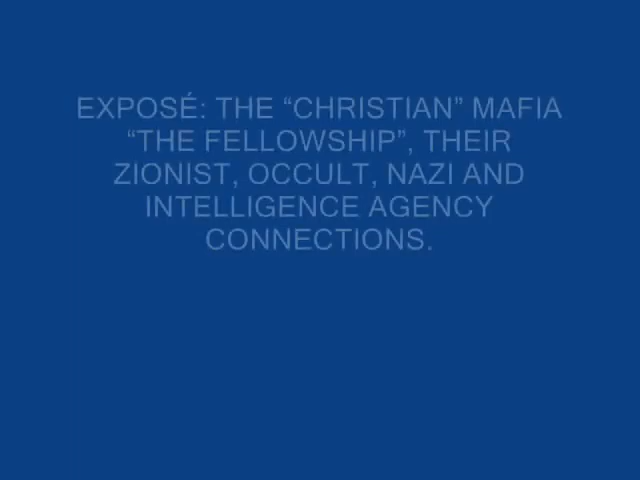 EXPOSÉ: THE “CHRISTIAN” MAFIA
“THE FELLOWSHIP”, THEIR
ZIONIST, OCCULT, NAZI AND
INTELLIGENCE AGENCY
CONNECTIONS.